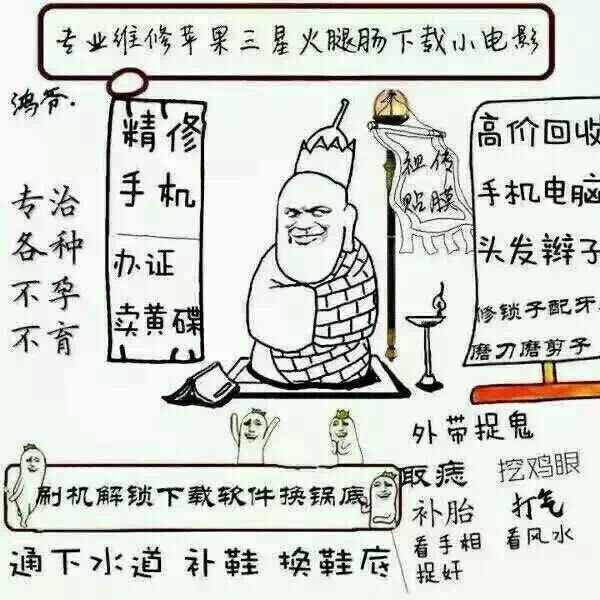 专业维修苹果三星火腿肠下载小电影
鸿爷.
精修
手机
办证
卖黄碟
专治
各种
不孕
不育
祖传
贴膜
高价回收
手机电脑
头发辫子
修锁子配牙
磨刀磨剪子
刷机解锁下载软件换锅底
通下水道 补鞋 换鞋底
外带捉鬼
取痣 挖鸡眼
补胎 打气
看手相 看风水
捉奸